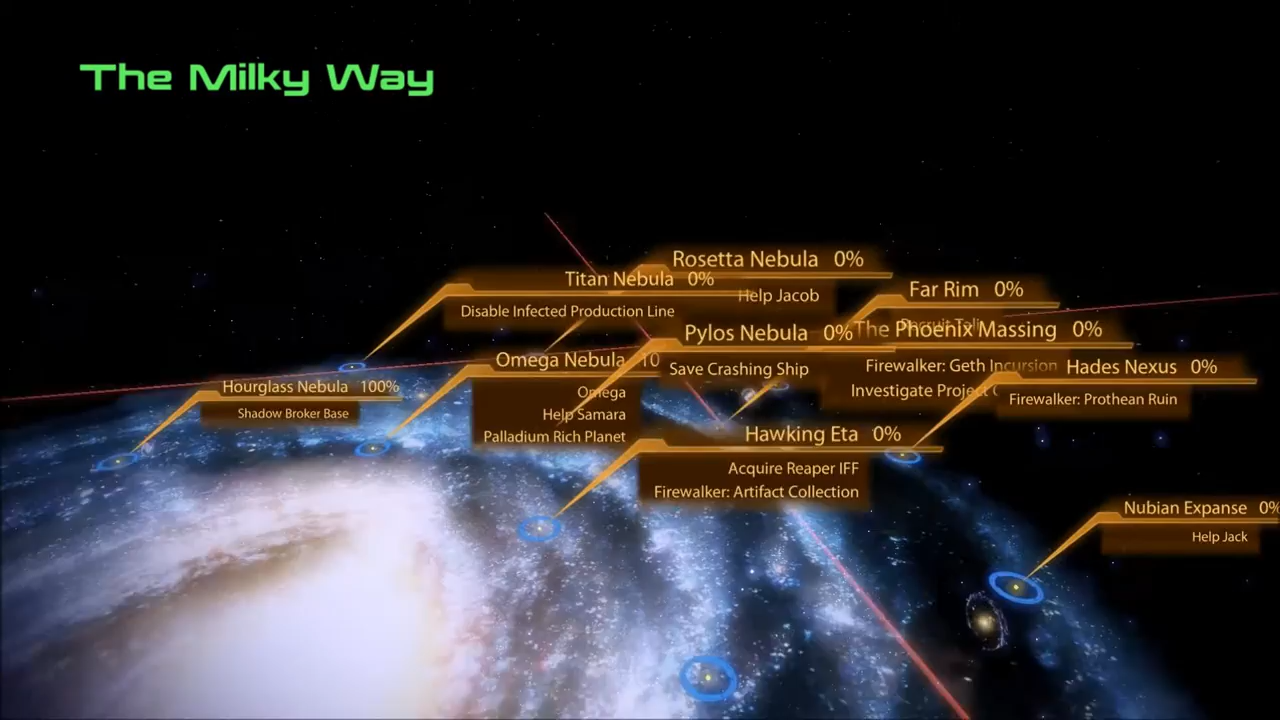 The Milky Way
Rosetta Nebula 0%
Help Jacob
Titan Nebula 0%
Disable Infected Production Line
Far Rim 0%
Recruit Tali
Pylos Nebula 0%
Save Crashing Ship
The Phoenix Massing 0%
Firewalker: Geth Incursion
Investigate Project
Omega Nebula 10
Omega
Help Samara
Palladium Rich Planet
Hades Nexus 0%
Firewalker: Prothean Ruin
Hourglass Nebula 100%
Shadow Broker Base
Hawking Eta 0%
Acquire Reaper IFF
Firewalker: Artifact Collection
Nubian Expanse 0%
Help Jack